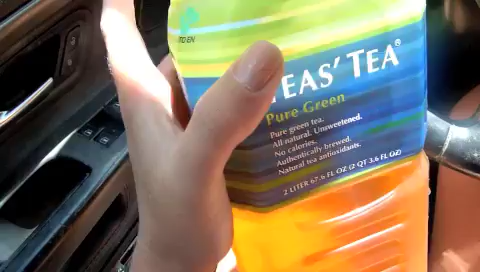 ITO EN
TEAS' TEA®
Pure Green
Pure green tea.
All natural. Unsweetened.
No calories.
Authentically brewed.
Natural tea antioxidants.
2 LITER 67.6 FL OZ (2 QT 3.6 FL OZ)